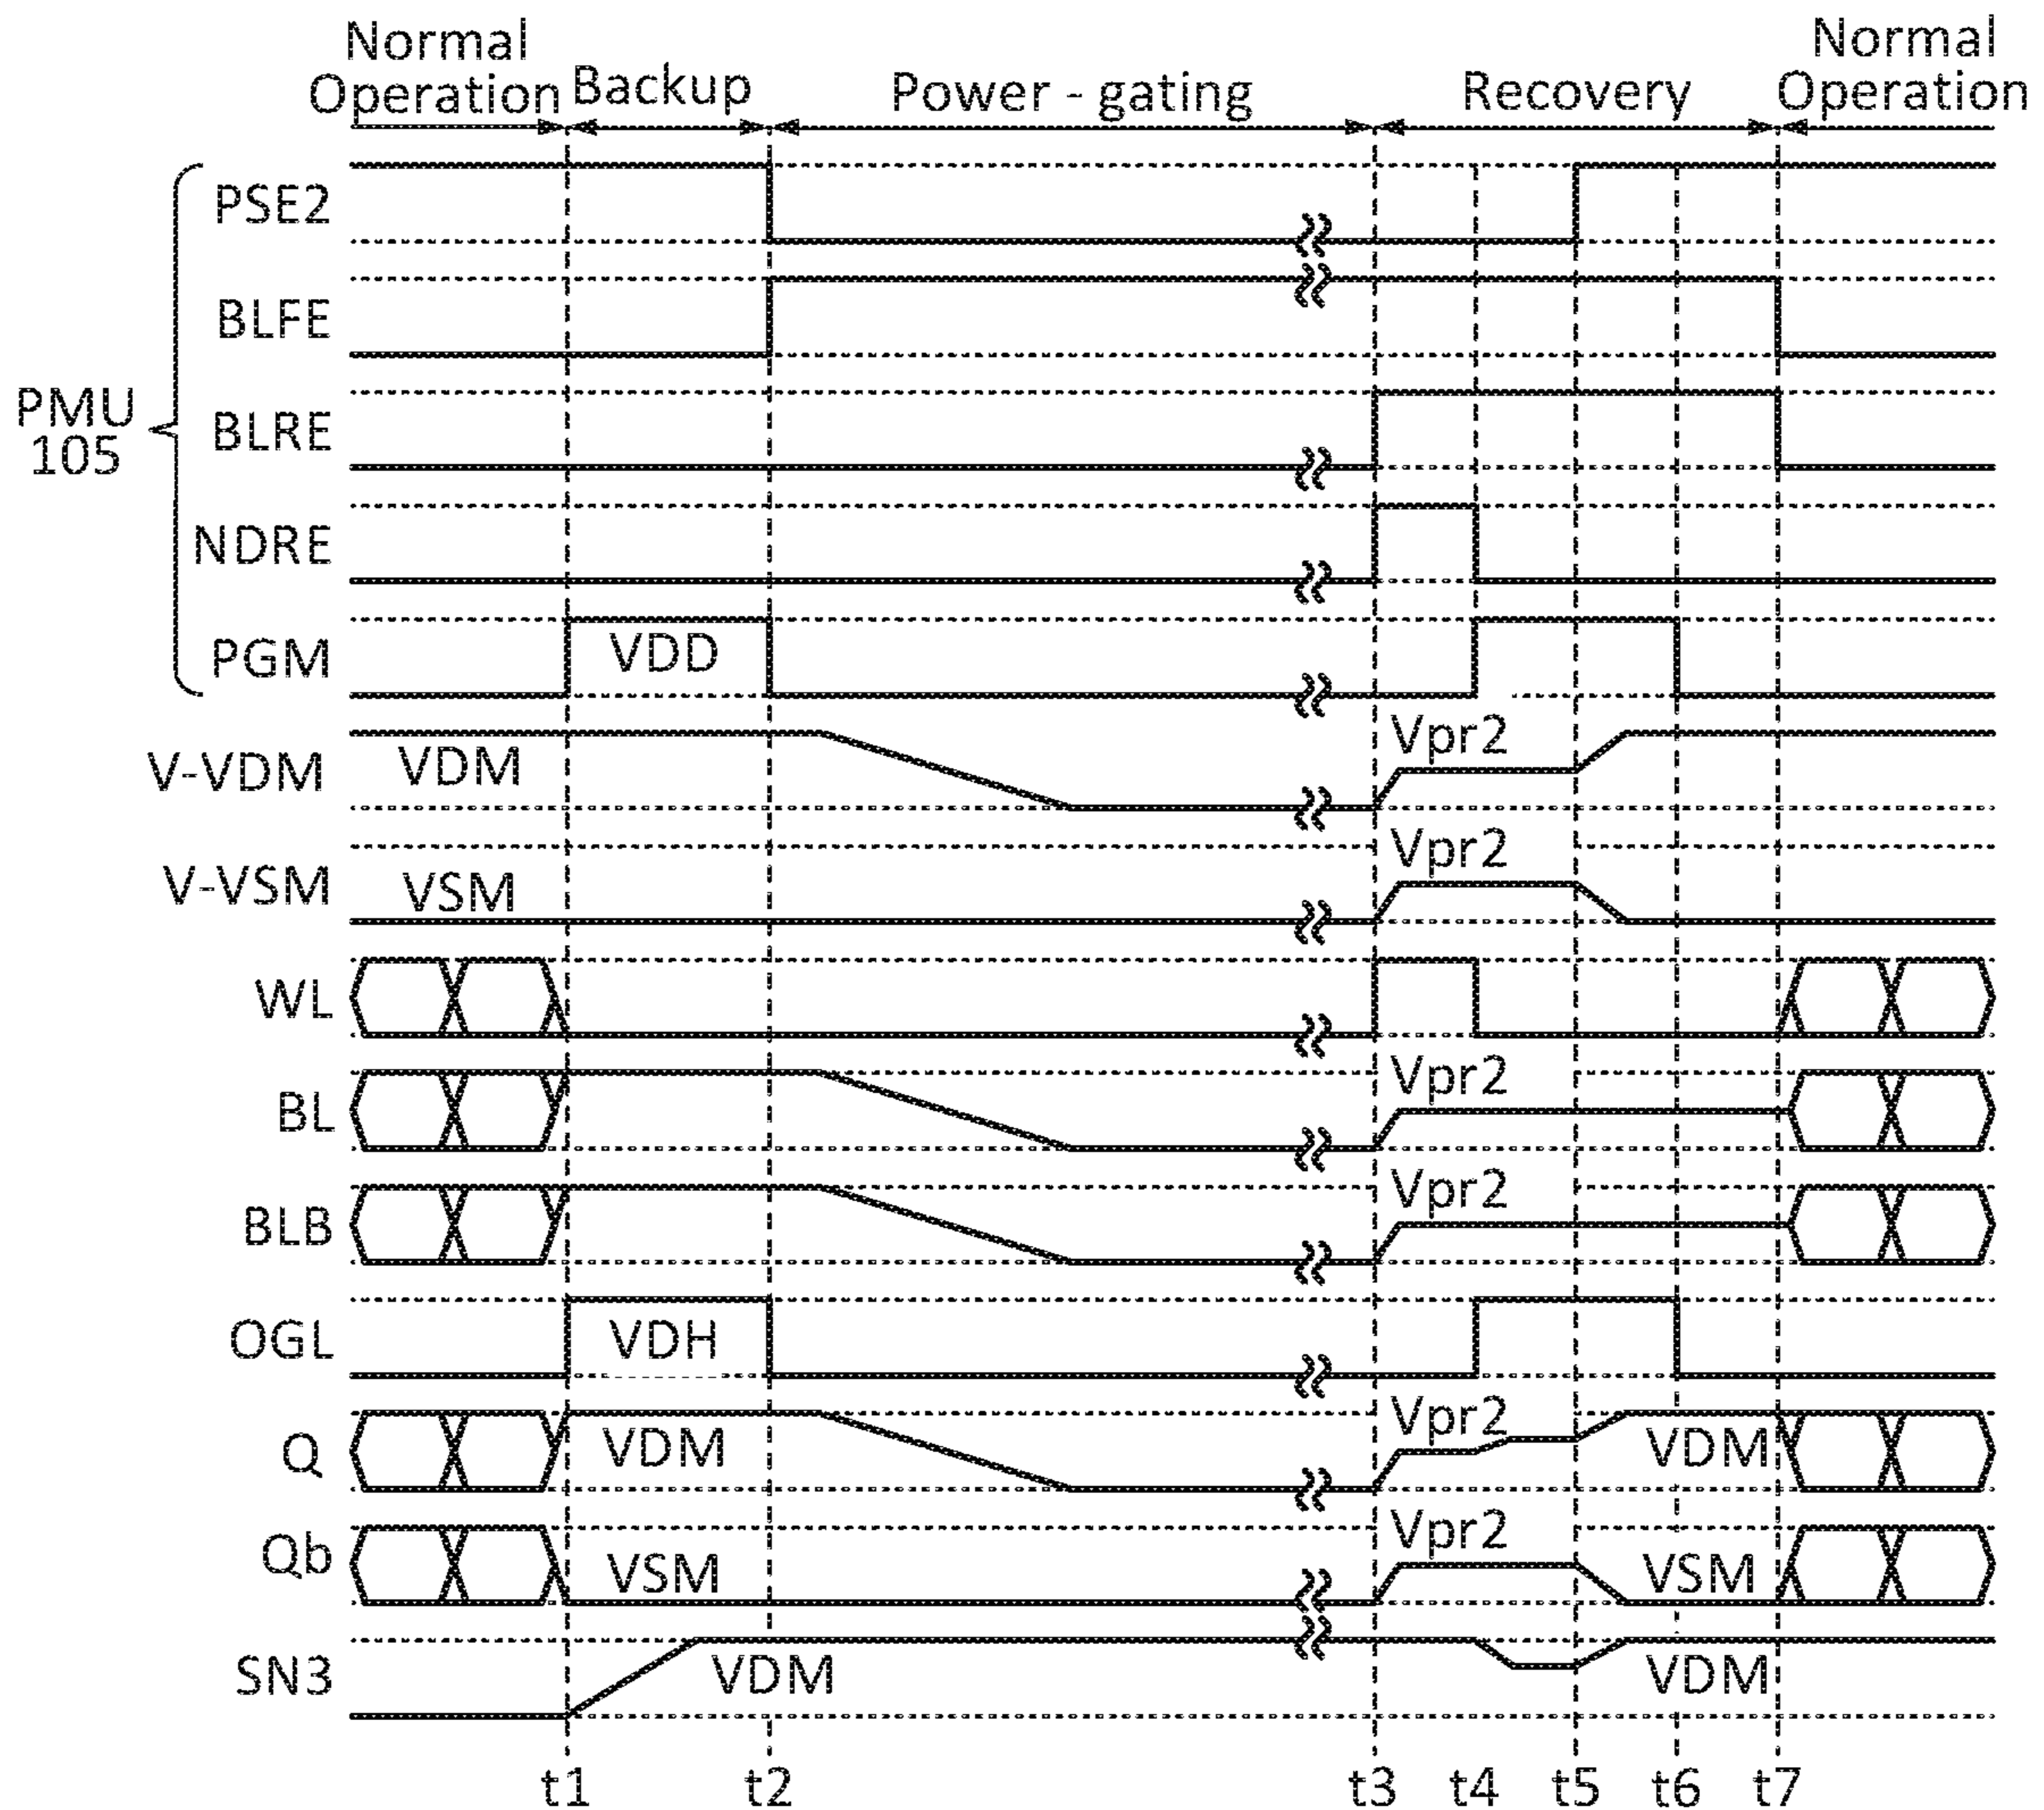 Normal
Operation
Backup
Power - gating
Recovery
Normal
Operation
PMU
105
PSE2
BLFE
BLRE
NDRE
PGM
VDD
V-VDM
VDM
Vpr2
V-VSM
VSM
Vpr2
WL
BL
Vpr2
BLB
Vpr2
OGL
VDH
Q
VDM
Vpr2
VDM
Qb
VSM
Vpr2
VSM
SN3
VDM
VDM
t1 t2 t3 t4 t5 t6 t7